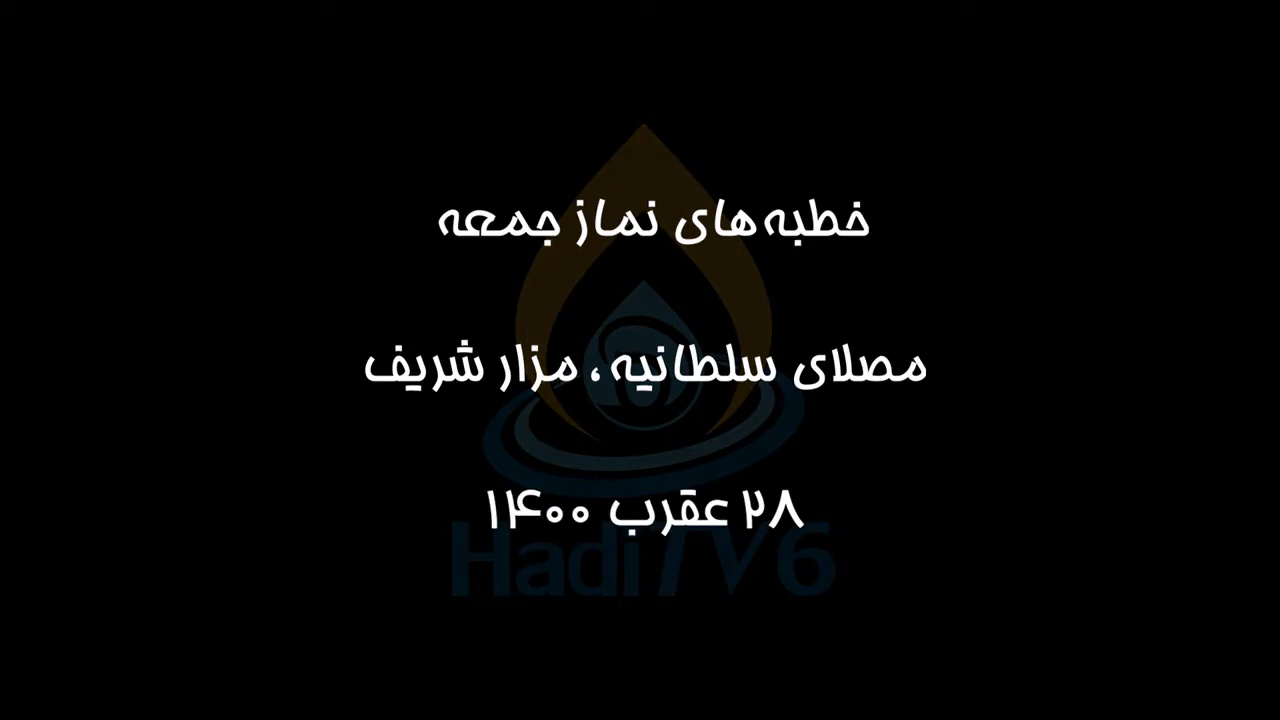 خطبه‌های نماز جمعه
مصلای سلطانیه، مزار شریف
۲۸ عقرب ۱۴۰۰
HadiTV6